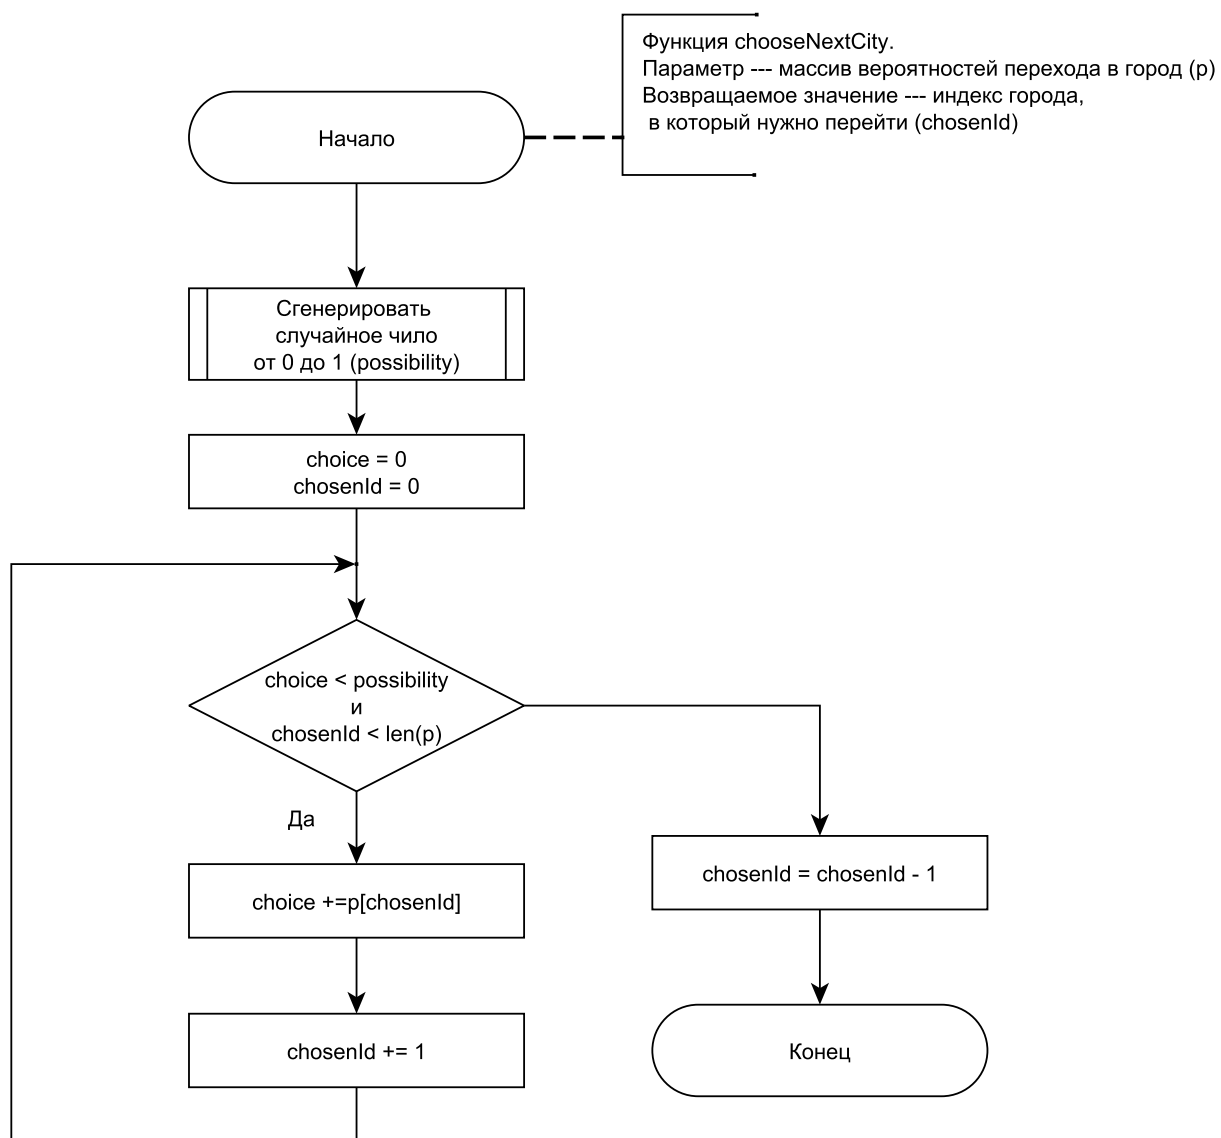 Функция chooseNextCity.
Параметр --- массив вероятностей перехода в город (p)
Возвращаемое значение --- индекс города,
в который нужно перейти (chosenId)
Начало
Сгенерировать
случайное чило
от 0 до 1 (possibility)
choice = 0
chosenId = 0
choice < possibility
и
chosenId < len(p)
Да
choice +=p[chosenId]
chosenId += 1
chosenId = chosenId - 1
Конец